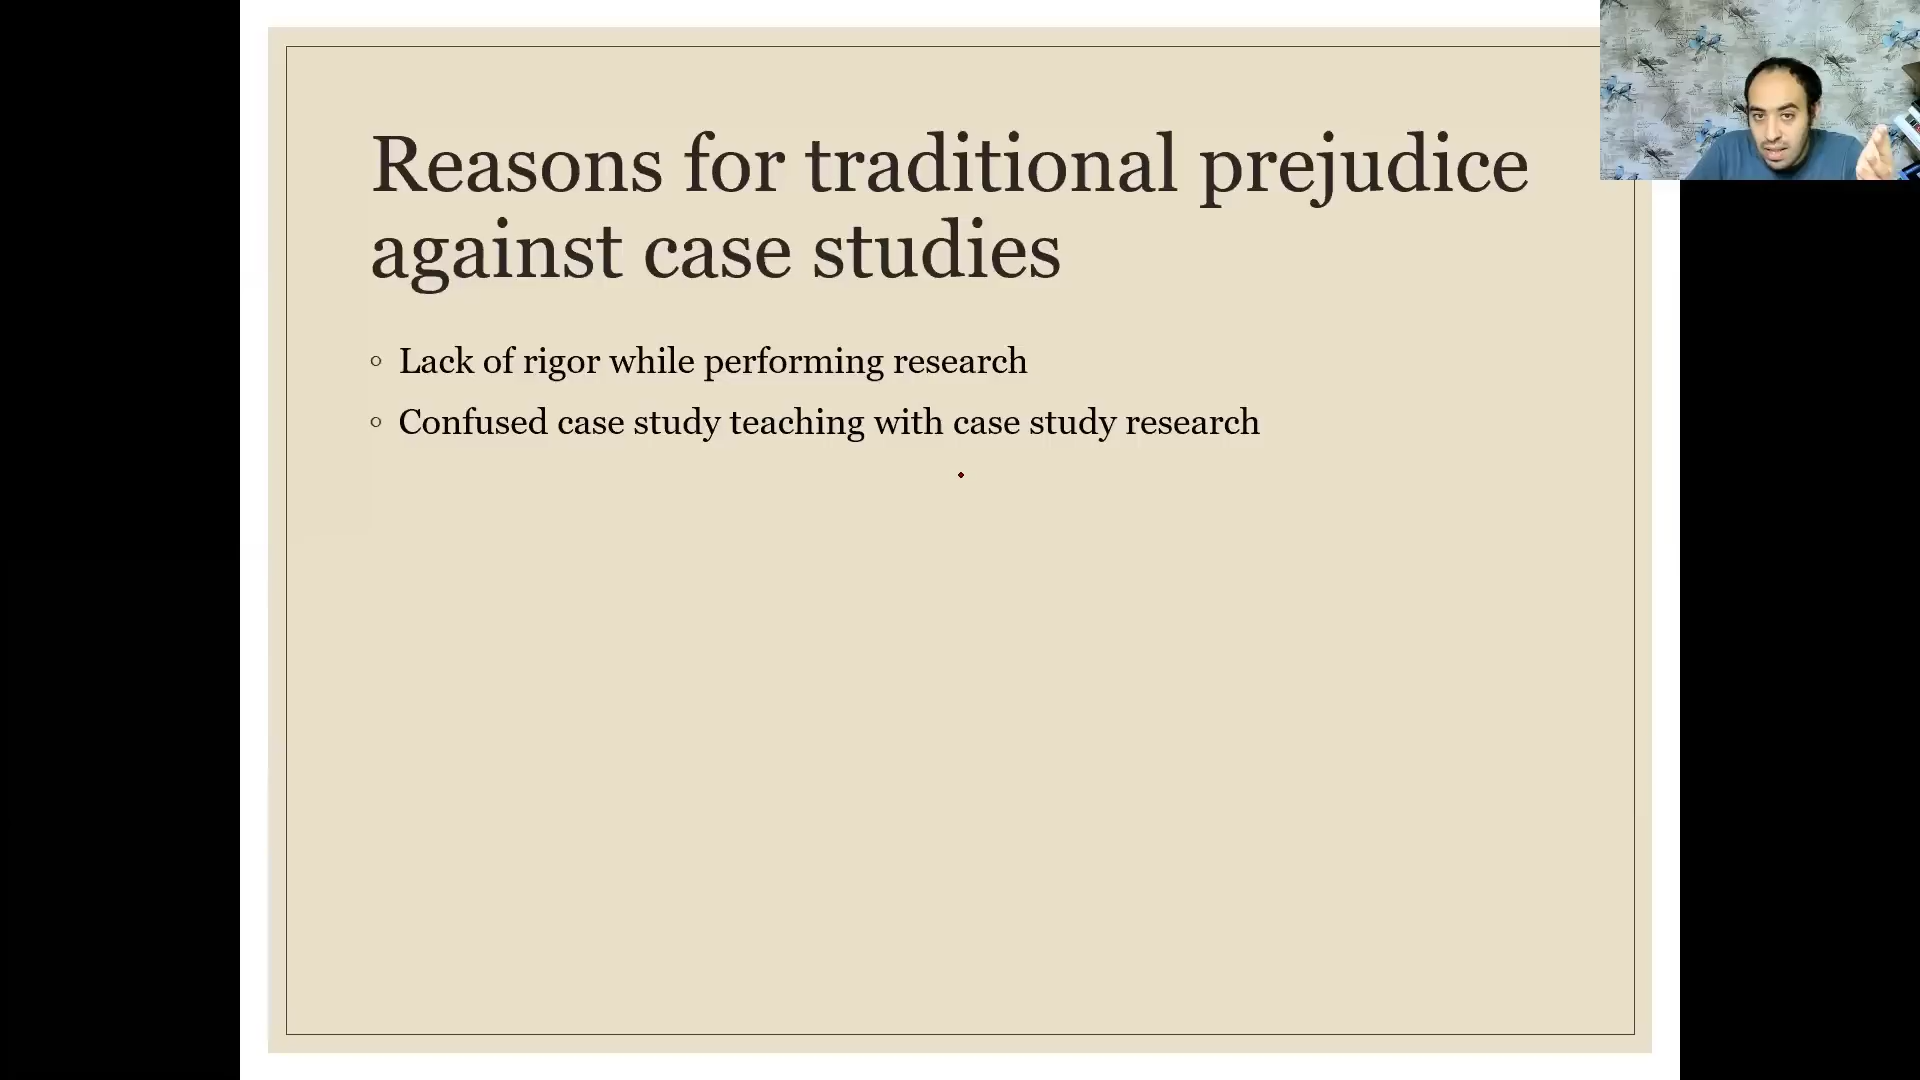 Reasons for traditional prejudice
against case studies
Lack of rigor while performing research
Confused case study teaching with case study research